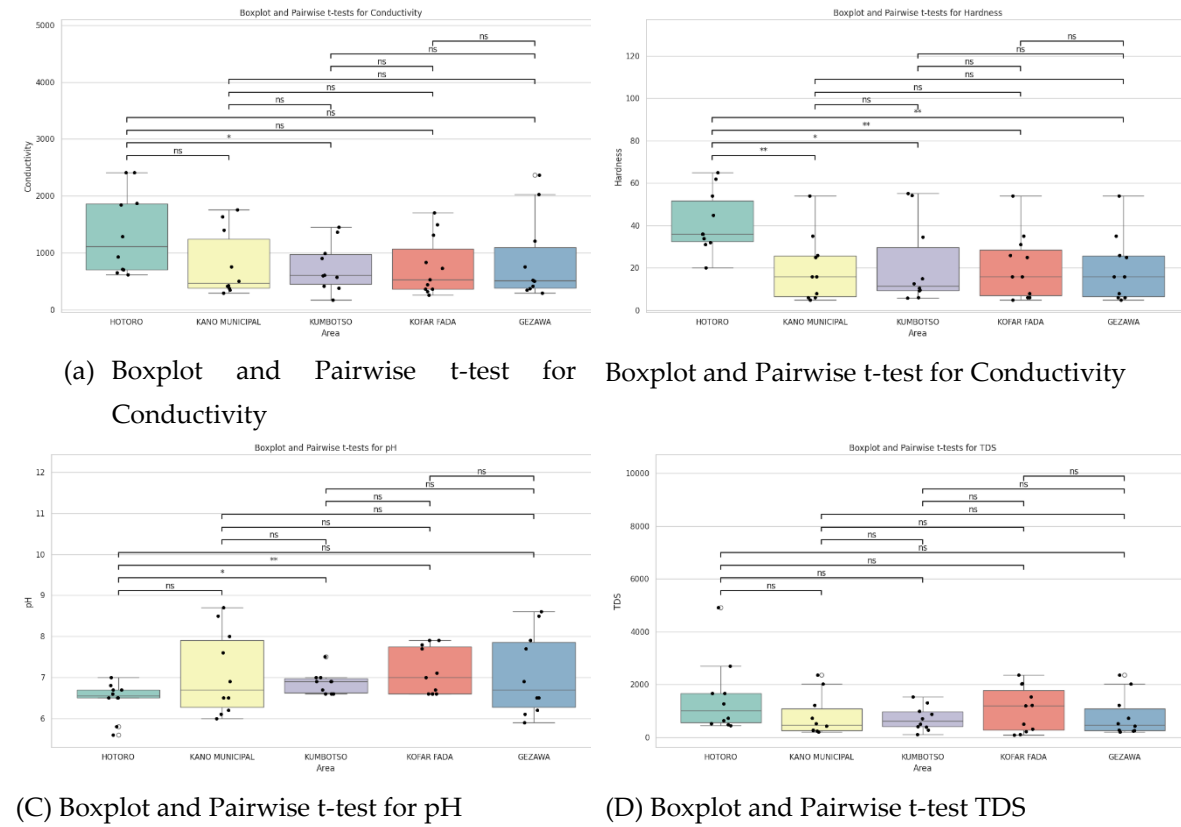 Boxplot and Pairwise t-tests for Conductivity
5000
4000
3000
2000
1000
0
Conductivity
ns
ns
ns
ns
ns
ns
ns
ns
*
ns
HOTORO KANO MUNICIPAL KUMBOTSO KOFAR FADA GEZAWA
Area
Boxplot and Pairwise t-tests for Hardness
120
100
80
60
40
20
0
Hardness
ns
ns
ns
ns
ns
ns
**
**
*
**
HOTORO KANO MUNICIPAL KUMBOTSO KOFAR FADA GEZAWA
Area
(a) Boxplot and Pairwise t-test for
Conductivity
Boxplot and Pairwise t-test for Conductivity
Boxplot and Pairwise t-tests for pH
12
11
10
9
8
7
6
pH
ns
ns
ns
ns
ns
ns
ns
**
*
ns
HOTORO KANO MUNICIPAL KUMBOTSO KOFAR FADA GEZAWA
Area
Boxplot and Pairwise t-tests for TDS
10000
8000
6000
4000
2000
0
TDS
ns
ns
ns
ns
ns
ns
ns
ns
ns
ns
HOTORO KANO MUNICIPAL KUMBOTSO KOFAR FADA GEZAWA
Area
(C) Boxplot and Pairwise t-test for pH
(D) Boxplot and Pairwise t-test TDS